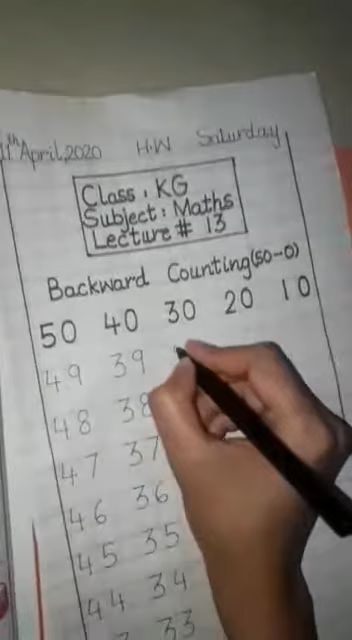 11th April,2020 H.W Saturday
Class : KG
Subject : Maths
Lecture # 13
Backward Counting(50-0)
50 40 30 20 10
49 39
48 38
47 37
46 36
45 35
44 34
33